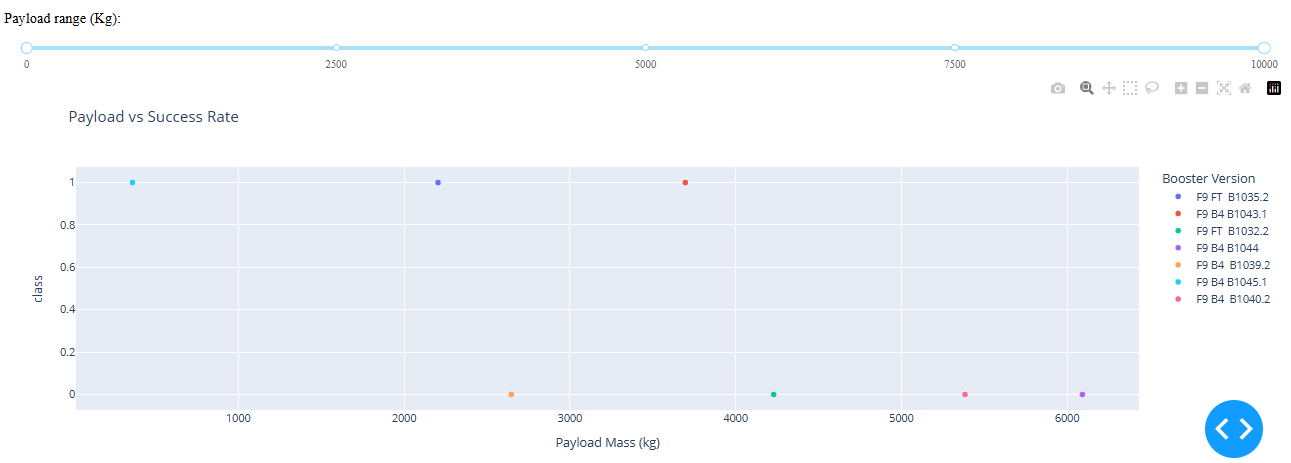 Payload range (Kg):
0 2500 5000 7500 10000
Payload vs Success Rate
Booster Version
F9 FT B1035.2
F9 B4 B1043.1
F9 FT B1032.2
F9 B4 B1044
F9 B4 B1039.2
F9 B4 B1045.1
F9 B4 B1040.2
1
0.8
0.6
0.4
0.2
0
class
1000 2000 3000 4000 5000 6000
Payload Mass (kg)